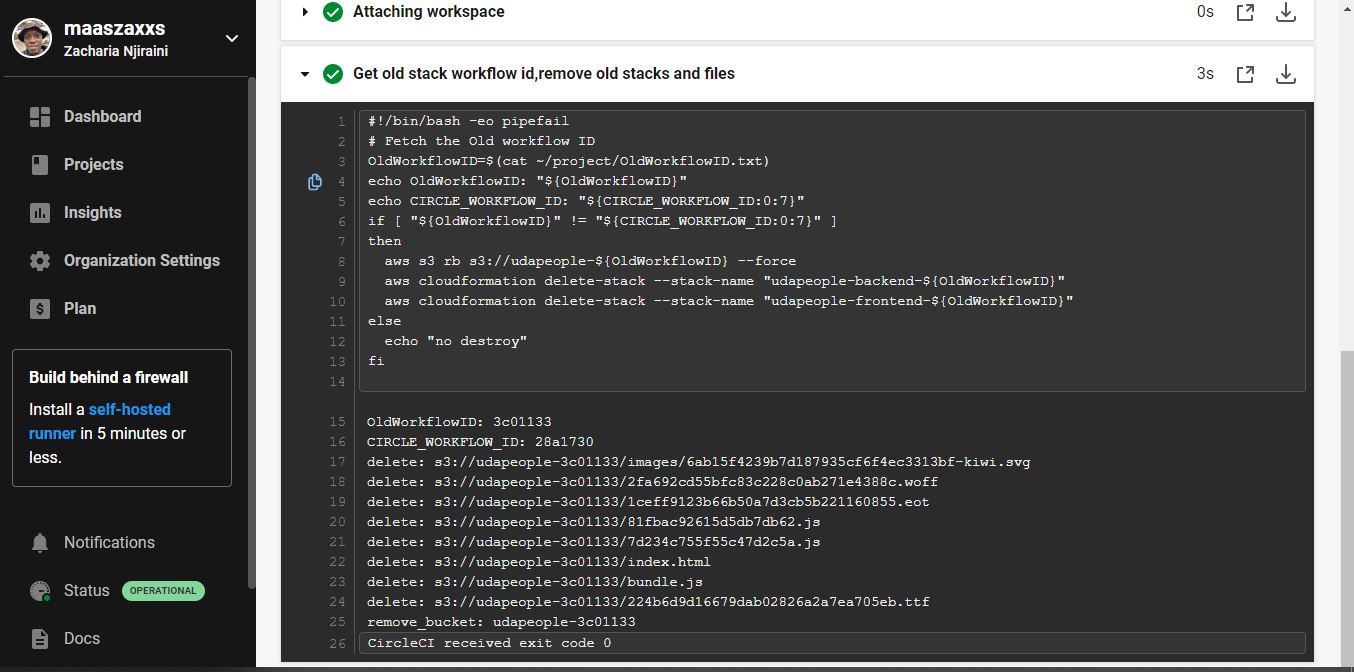 maaszaxxs
Zacharia Njiraini
Dashboard
Projects
Insights
Organization Settings
Plan
Build behind a firewall
Install a self-hosted
runner in 5 minutes or
less.
Notifications
Status OPERATIONAL
Docs
Attaching workspace 0s
Get old stack workflow id,remove old stacks and files 3s
1 #!/bin/bash -eo pipefail
2 # Fetch the Old workflow ID
3 OldWorkflowID=$(cat ~/project/OldWorkflowID.txt)
4 echo OldWorkflowID: "${OldWorkflowID}"
5 echo CIRCLE_WORKFLOW_ID: "${CIRCLE_WORKFLOW_ID:0:7}"
6 if [ "${OldWorkflowID}" != "${CIRCLE_WORKFLOW_ID:0:7}" ]
7 then
8   aws s3 rb s3://udapeople-${OldWorkflowID} --force
9   aws cloudformation delete-stack --stack-name "udapeople-backend-${OldWorkflowID}"
10   aws cloudformation delete-stack --stack-name "udapeople-frontend-${OldWorkflowID}"
11 else
12   echo "no destroy"
13 fi
14
15 OldWorkflowID: 3c01133
16 CIRCLE_WORKFLOW_ID: 28a1730
17 delete: s3://udapeople-3c01133/images/6ab15f4239b7d187935cf6f4ec3313bf-kiwi.svg
18 delete: s3://udapeople-3c01133/2fa692cd55bfc83c228c0ab271e4388c.woff
19 delete: s3://udapeople-3c01133/1ceff9123b66b50a7d3cb5b221160855.eot
20 delete: s3://udapeople-3c01133/81fbac92615d5db7db62.js
21 delete: s3://udapeople-3c01133/7d234c755f55c47d2c5a.js
22 delete: s3://udapeople-3c01133/index.html
23 delete: s3://udapeople-3c01133/bundle.js
24 delete: s3://udapeople-3c01133/224b6d9d16679dab02826a2a7ea705eb.ttf
25 remove_bucket: udapeople-3c01133
26 CircleCI received exit code 0